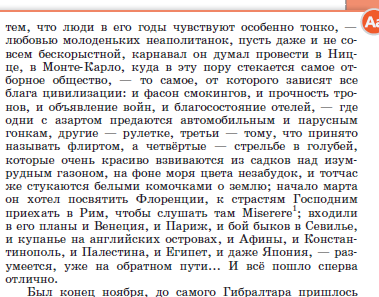 тем, что люди в его годы чувствуют особенно тонко, —
любовью молоденьких неаполитанок, пусть даже и не со-
всем бескорыстной, карнавал он думал провести в Ниц-
це, в Монте-Карло, куда в эту пору стекается самое от-
борное общество, — то самое, от которого зависят все
блага цивилизации: и фасон смокингов, и прочность тро-
нов, и объявление войн, и благосостояние отелей, — где
одни с азартом предаются автомобильным и парусным
гонкам, другие — рулетке, третьи — тому, что принято
называть флиртом, а четвёртые — стрельбе в голубей,
которые очень красиво взвиваются из садков над изум-
рудным газоном, на фоне моря цвета незабудок, и тотчас
же стукаются белыми комочками о землю; начало марта
он хотел посвятить Флоренции, к страстям Господним
приехать в Рим, чтобы слушать там Miserere¹; входили
в его планы и Венеция, и Париж, и бой быков в Севилье,
и купанье на английских островах, и Афины, и Констан-
тинополь, и Палестина, и Египет, и даже Япония, — ра-
зумеется, уже на обратном пути... И всё пошло сперва
отлично.
Был конец ноября, до самого Гибралтара пришлось